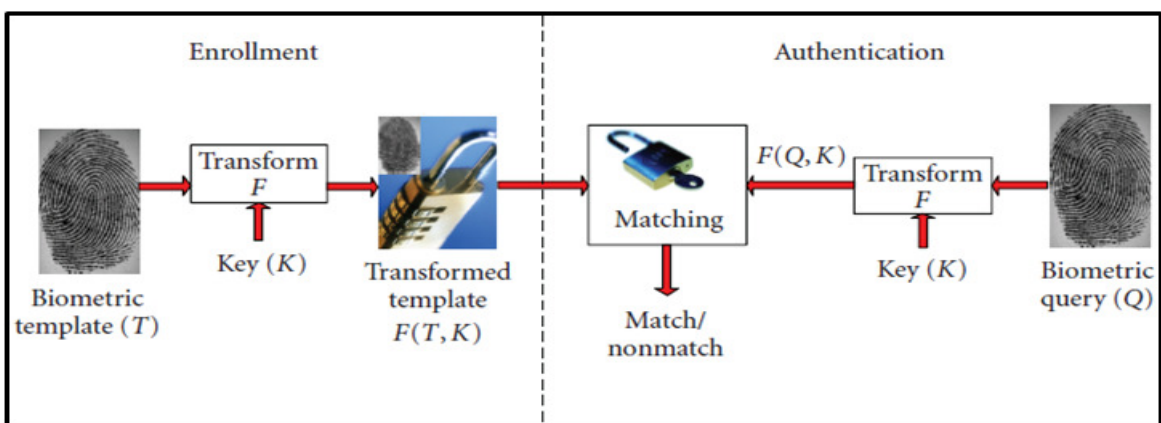 Enrollment
Authentication
Transform
F
Key (K)
Biometric
template (T)
Transformed
template
F(T, K)
Matching
Match/
nonmatch
F(Q, K)
Transform
F
Key (K)
Biometric
query (Q)